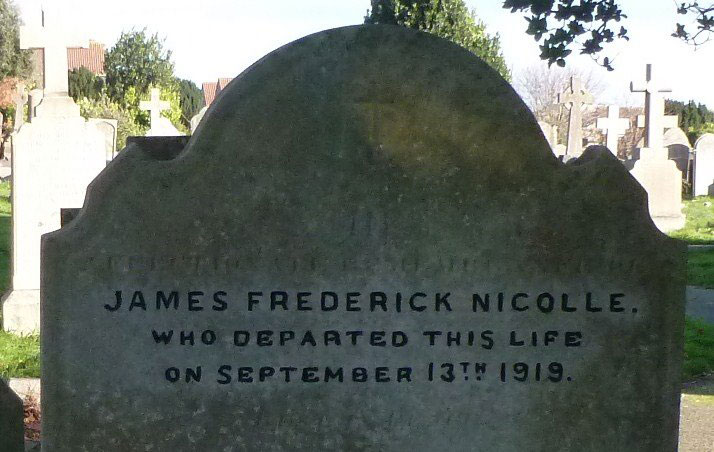 JAMES FREDERICK NICOLLE.
WHO DEPARTED THIS LIFE
ON SEPTEMBER 13TH 1919.